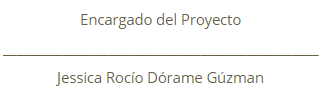 Encargado del Proyecto
Jessica Rocío Dórame Gúzman